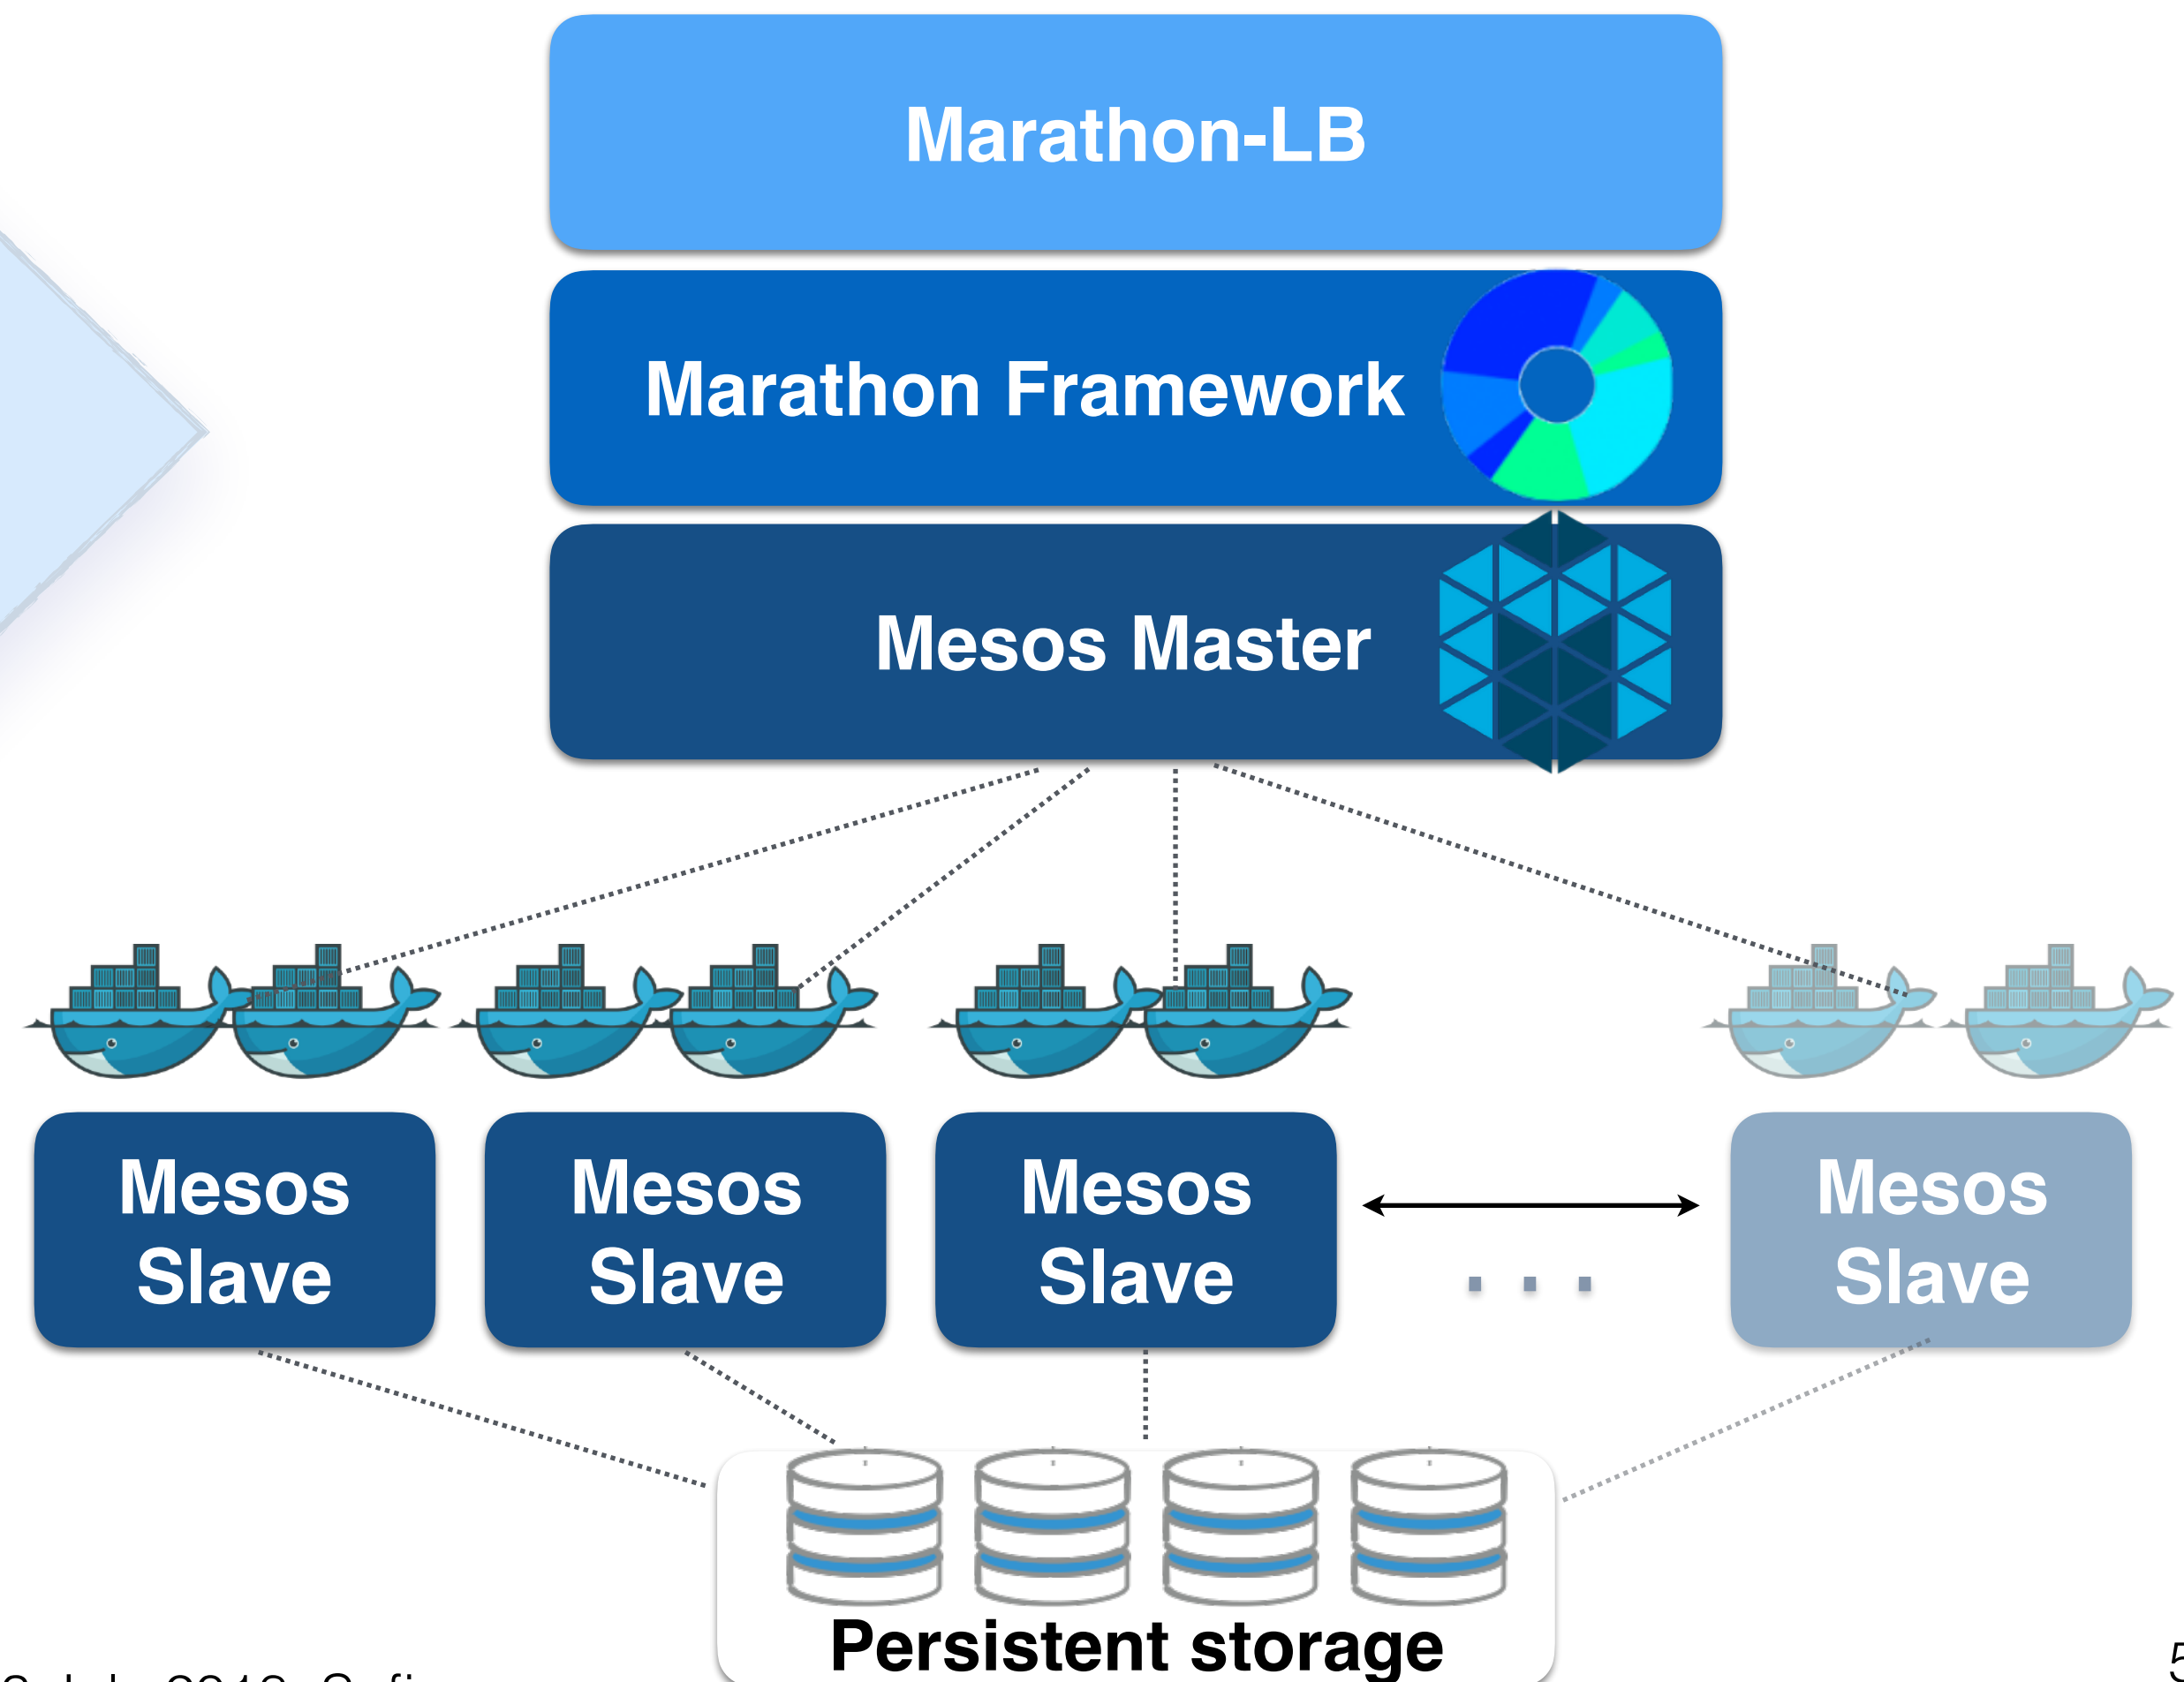 Marathon-LB
Marathon Framework
Mesos Master
Mesos
Slave
Mesos
Slave
Mesos
Slave
. . .
Mesos
Slave
Persistent storage